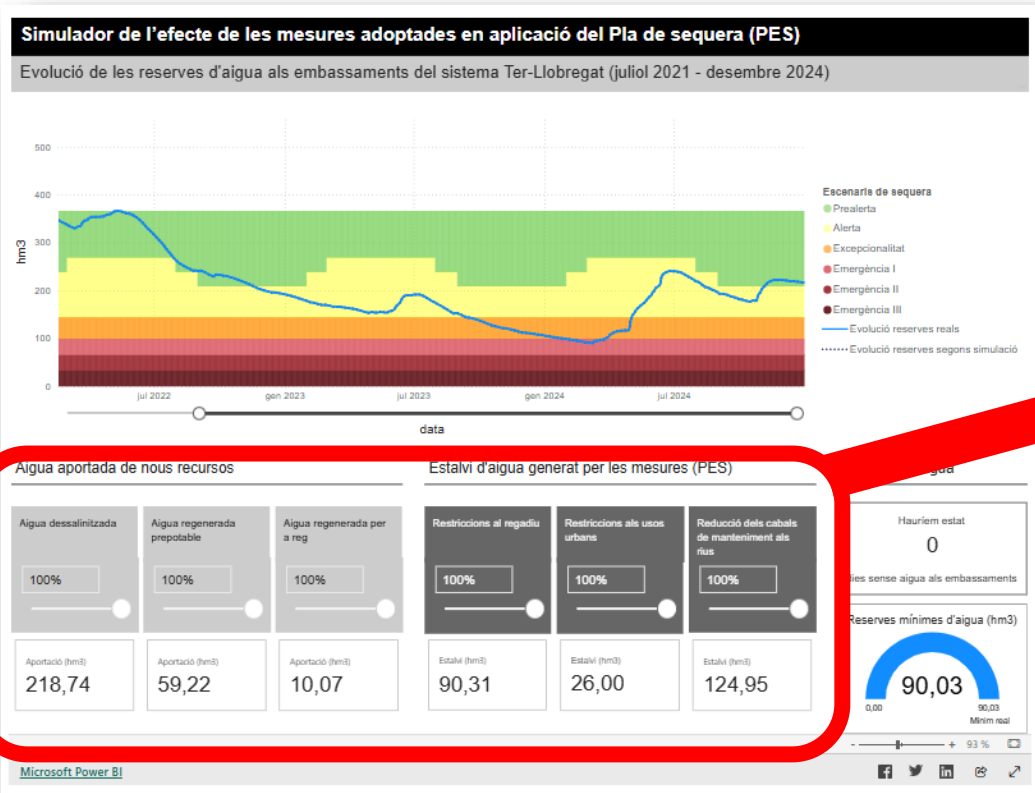 Simulador de l'efecte de les mesures adoptades en aplicació del Pla de sequera (PES)
Evolució de les reserves d'aigua als embassaments del sistema Ter-Llobregat (juliol 2021 - desembre 2024)
500
400
300
200
100
0
hm3
jul 2022
gen 2023
jul 2023
gen 2024
jul 2024
data
Escenaris de sequera
Prealerta
Alerta
Excepcionalitat
Emergència I
Emergència II
Emergència III
Evolució reserves reals
Evolució reserves segons simulació
Aigua aportada de nous recursos
Aigua dessalinitzada
100%
Aportació (hm3)
218,74
Aigua regenerada
prepotable
100%
Aportació (hm3)
59,22
Aigua regenerada per
a reg
100%
Aportació (hm3)
10,07
Estalvi d'aigua generat per les mesures (PES)
Restriccions al regadiu
100%
Estalvi (hm3)
90,31
Restriccions als usos
urbans
100%
Estalvi (hm3)
26,00
Reducció dels cabals
de manteniment als
rius
100%
Estalvi (hm3)
124,95
Hauríem estat
0
sense aigua als embassaments
Reserves mínimes d'aigua (hm3)
90,03
0,00
90,03
Mínim real
- + 93 %
Microsoft Power BI